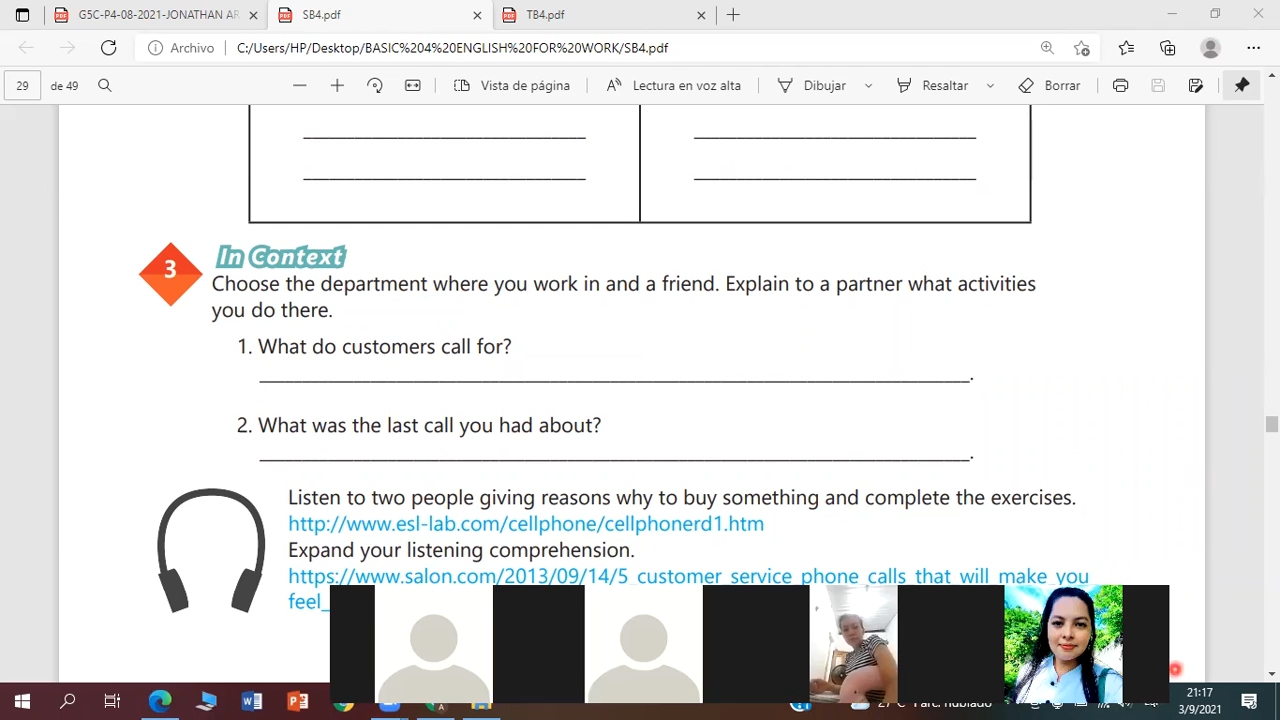 G5C-P4-08-2021-JONATHAN AR
SB4.pdf
TB4.pdf
Archivo
C:/Users/HP/Desktop/BASIC%204%20ENGLISH%20FOR%20WORK/SB4.pdf
29
de 49
Vista de página
Lectura en voz alta
Dibujar
Resaltar
Borrar
3
In Context
Choose the department where you work in and a friend. Explain to a partner what activities
you do there.
1. What do customers call for?
2. What was the last call you had about?
Listen to two people giving reasons why to buy something and complete the exercises.
http://www.esl-lab.com/cellphone/cellphonerd1.htm
Expand your listening comprehension.
https://www.salon.com/2013/09/14/5_customer_service_phone_calls_that_will_make_you
feel_
21:17
3/9/2021